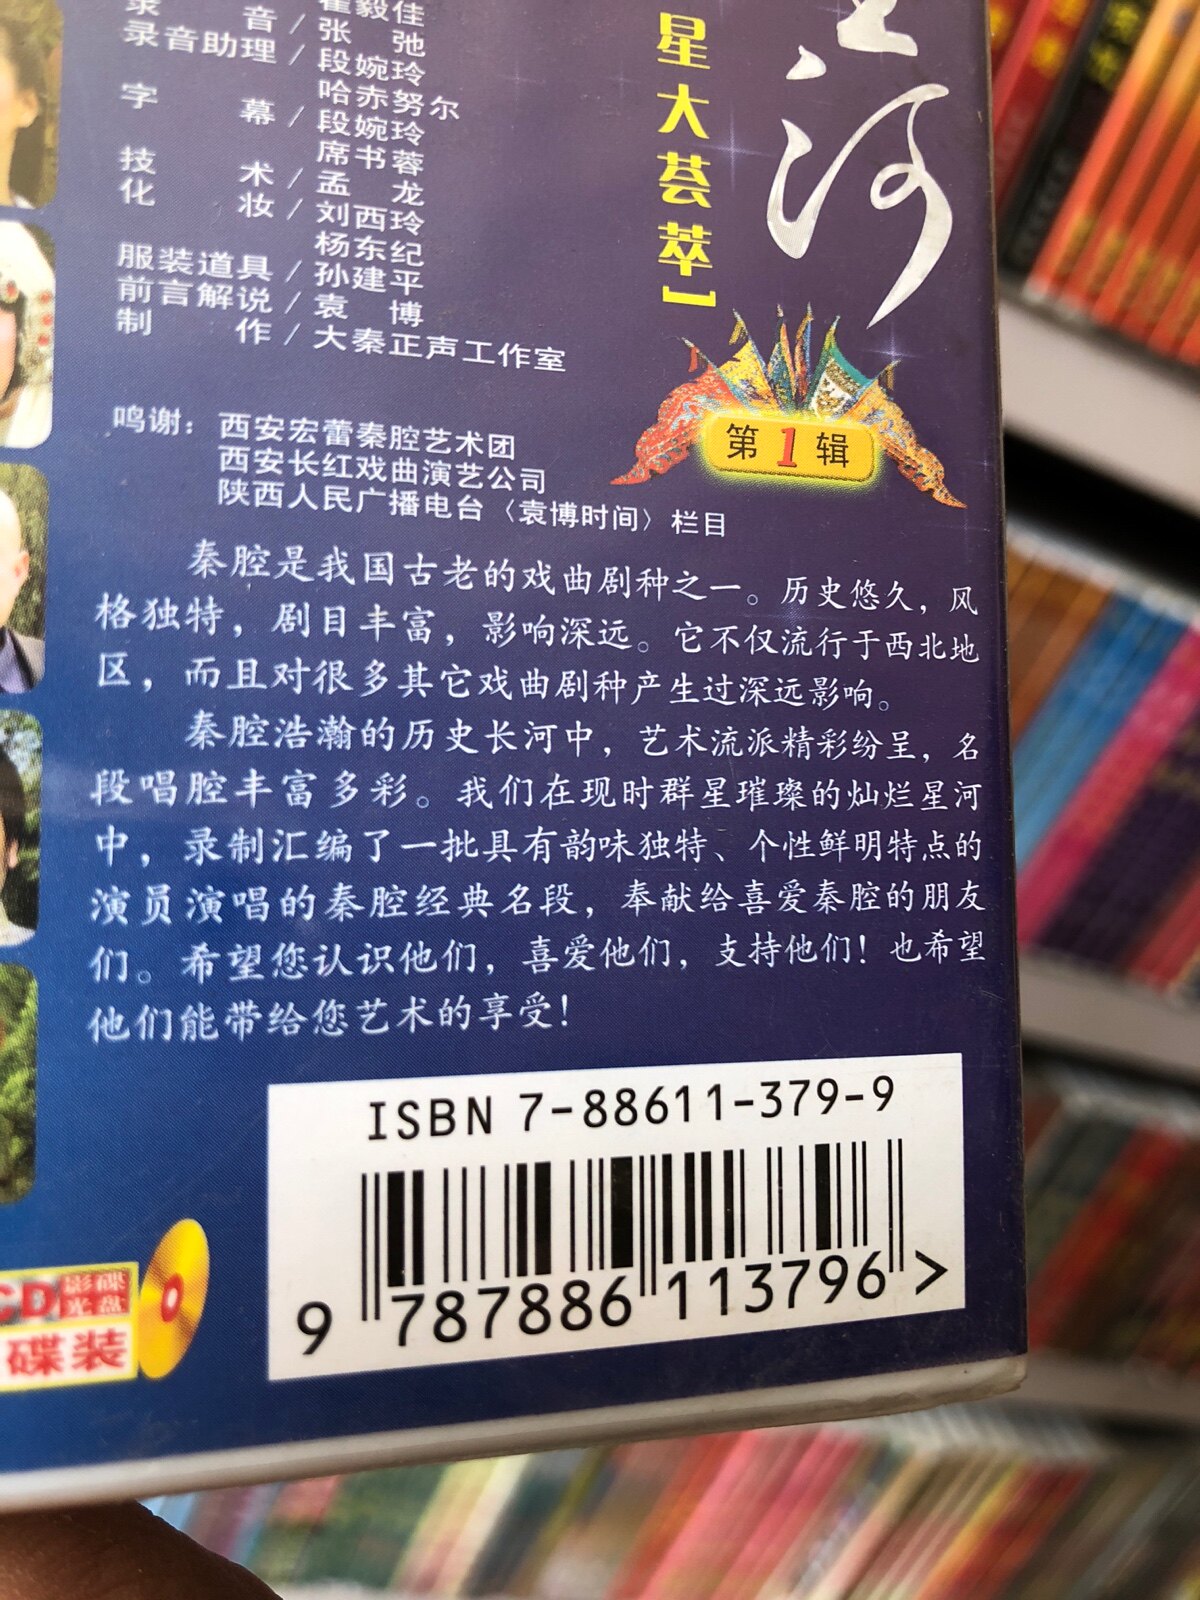 录音/张弛
录音助理/段婉玲
哈赤努尔
字幕/段婉玲
席书蓉
技术/孟龙
化妆/刘西玲
杨东纪
服装道具/孙建平
前言解说/袁博
制作/大秦正声工作室
鸣谢：西安宏蕾秦腔艺术团
西安长红戏曲演艺公司
陕西人民广播电台〈袁博时间〉栏目
星大荟萃】
河
第1辑
秦腔是我国古老的戏曲剧种之一。历史悠久，风
格独特，剧目丰富，影响深远。它不仅流行于西北地
区，而且对很多其它戏曲剧种产生过深远影响。
秦腔浩瀚的历史长河中，艺术流派精彩纷呈，名
段唱腔丰富多彩。我们在现时群星璀璨的灿烂星河
中，录制汇编了一批具有韵味独特、个性鲜明特点的
演员演唱的秦腔经典名段，奉献给喜爱秦腔的朋友
们。希望您认识他们，喜爱他们，支持他们！也希望
他们能带给您艺术的享受！
ISBN 7-88611-379-9
9 787886 113796 >
CD影碟光盘
碟装